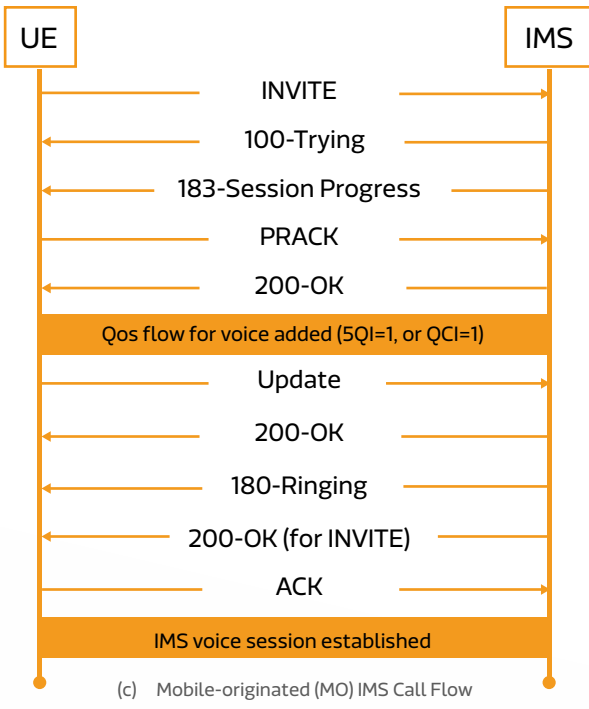 UE
IMS
INVITE
100-Trying
183-Session Progress
PRACK
200-OK
Qos flow for voice added (5QI=1, or QCI=1)
Update
200-OK
180-Ringing
200-OK (for INVITE)
ACK
IMS voice session established
(c) Mobile-originated (MO) IMS Call Flow